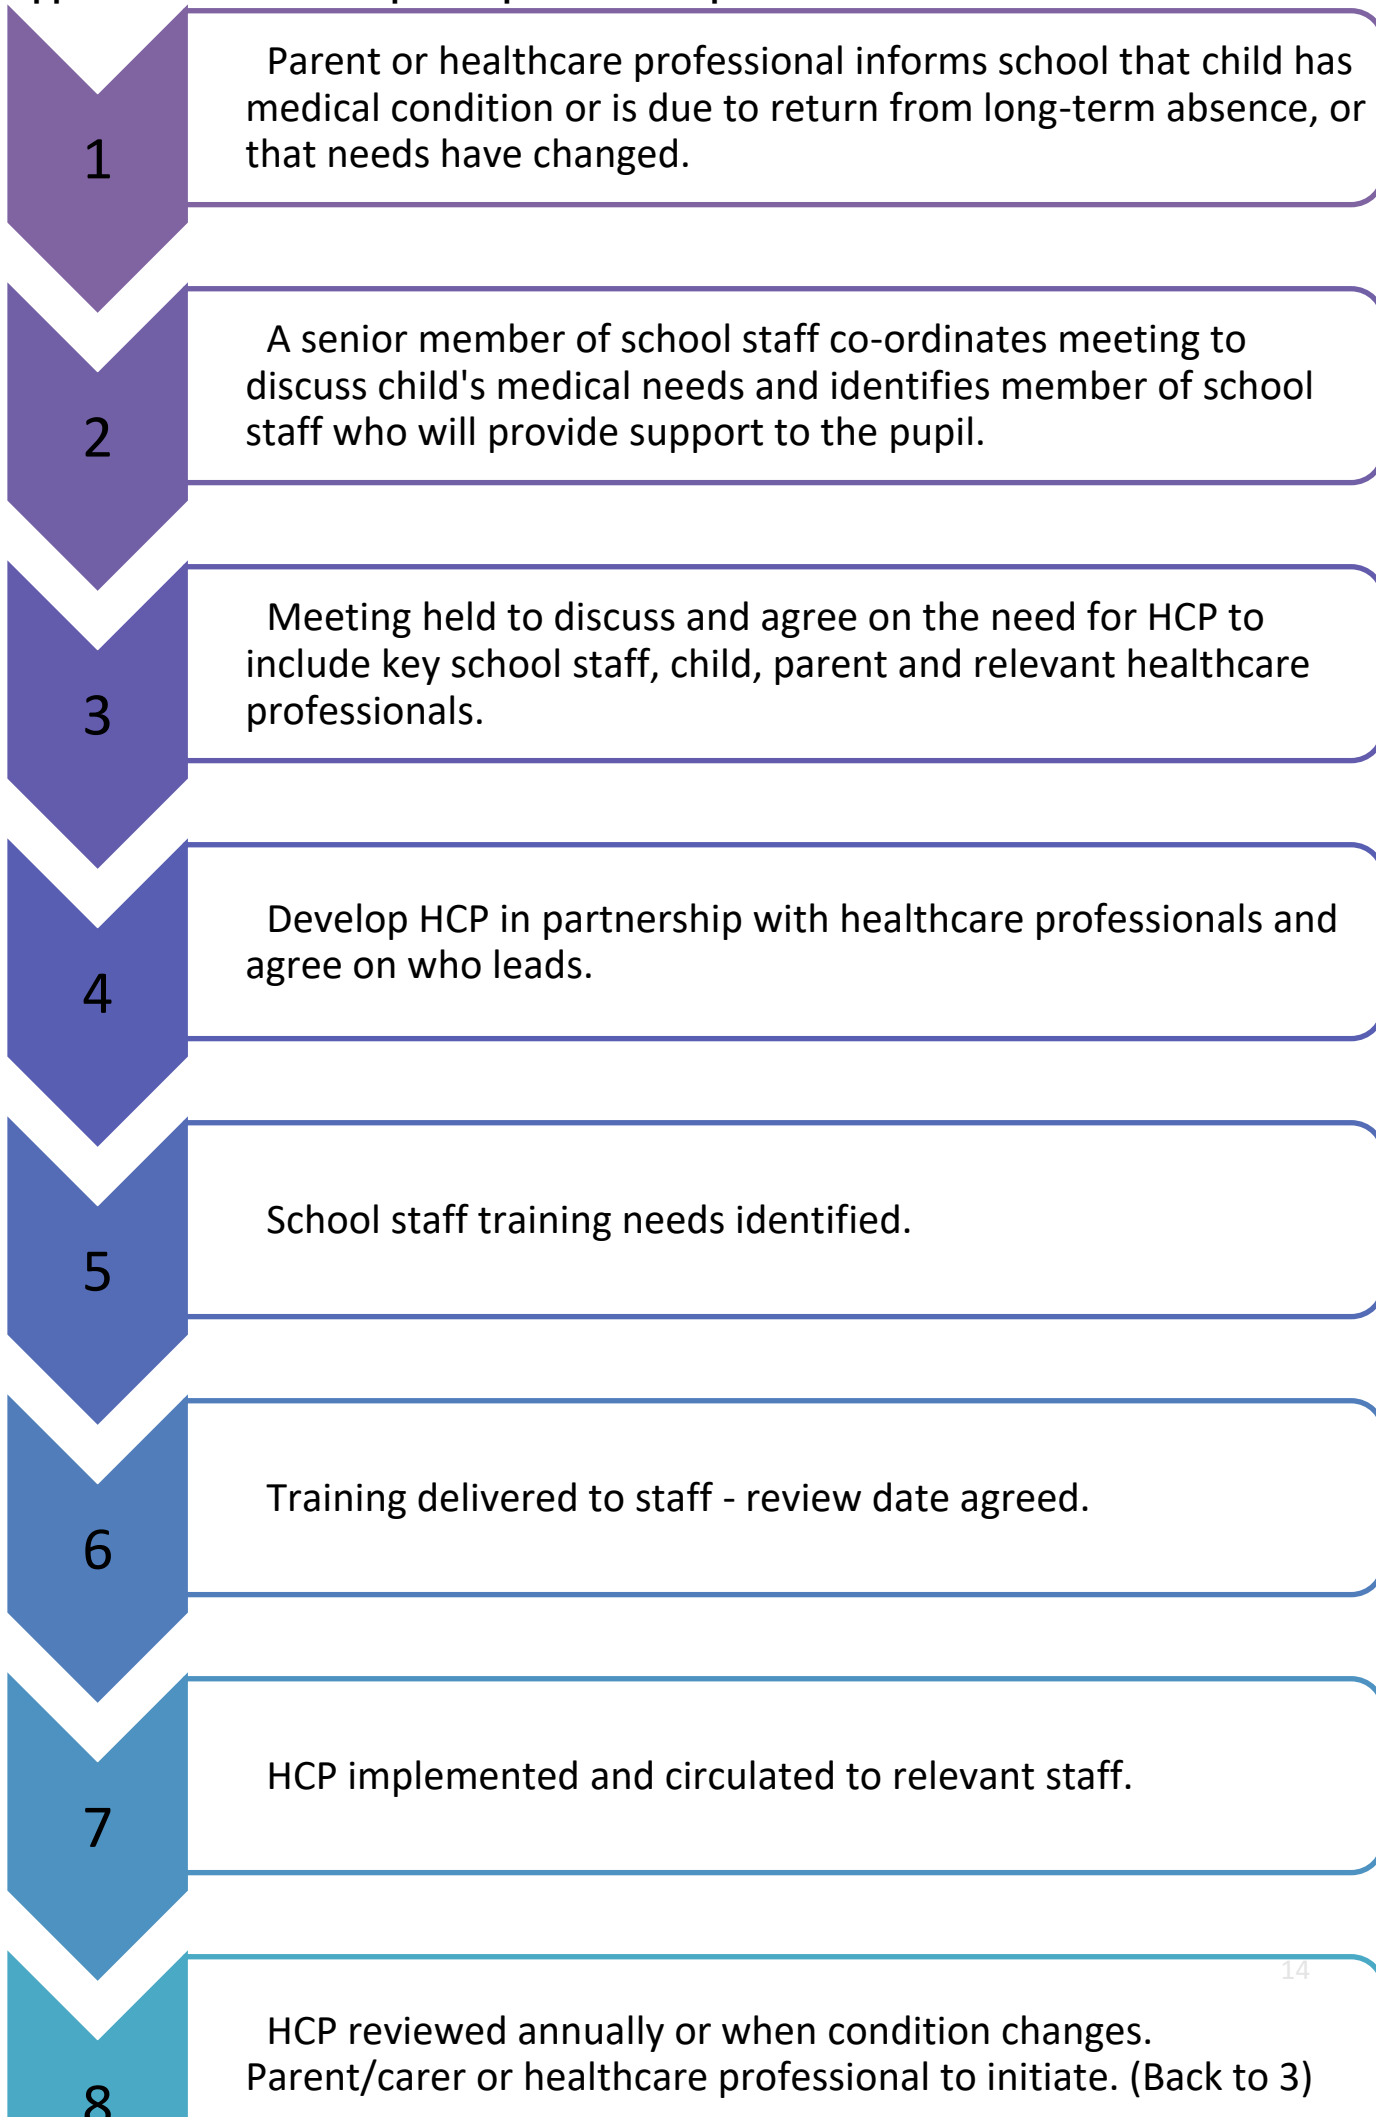 1
Parent or healthcare professional informs school that child has
medical condition or is due to return from long-term absence, or
that needs have changed.
2
A senior member of school staff co-ordinates meeting to
discuss child's medical needs and identifies member of school
staff who will provide support to the pupil.
3
Meeting held to discuss and agree on the need for HCP to
include key school staff, child, parent and relevant healthcare
professionals.
4
Develop HCP in partnership with healthcare professionals and
agree on who leads.
5
School staff training needs identified.
6
Training delivered to staff - review date agreed.
7
HCP implemented and circulated to relevant staff.
14
8
HCP reviewed annually or when condition changes.
Parent/carer or healthcare professional to initiate. (Back to 3)